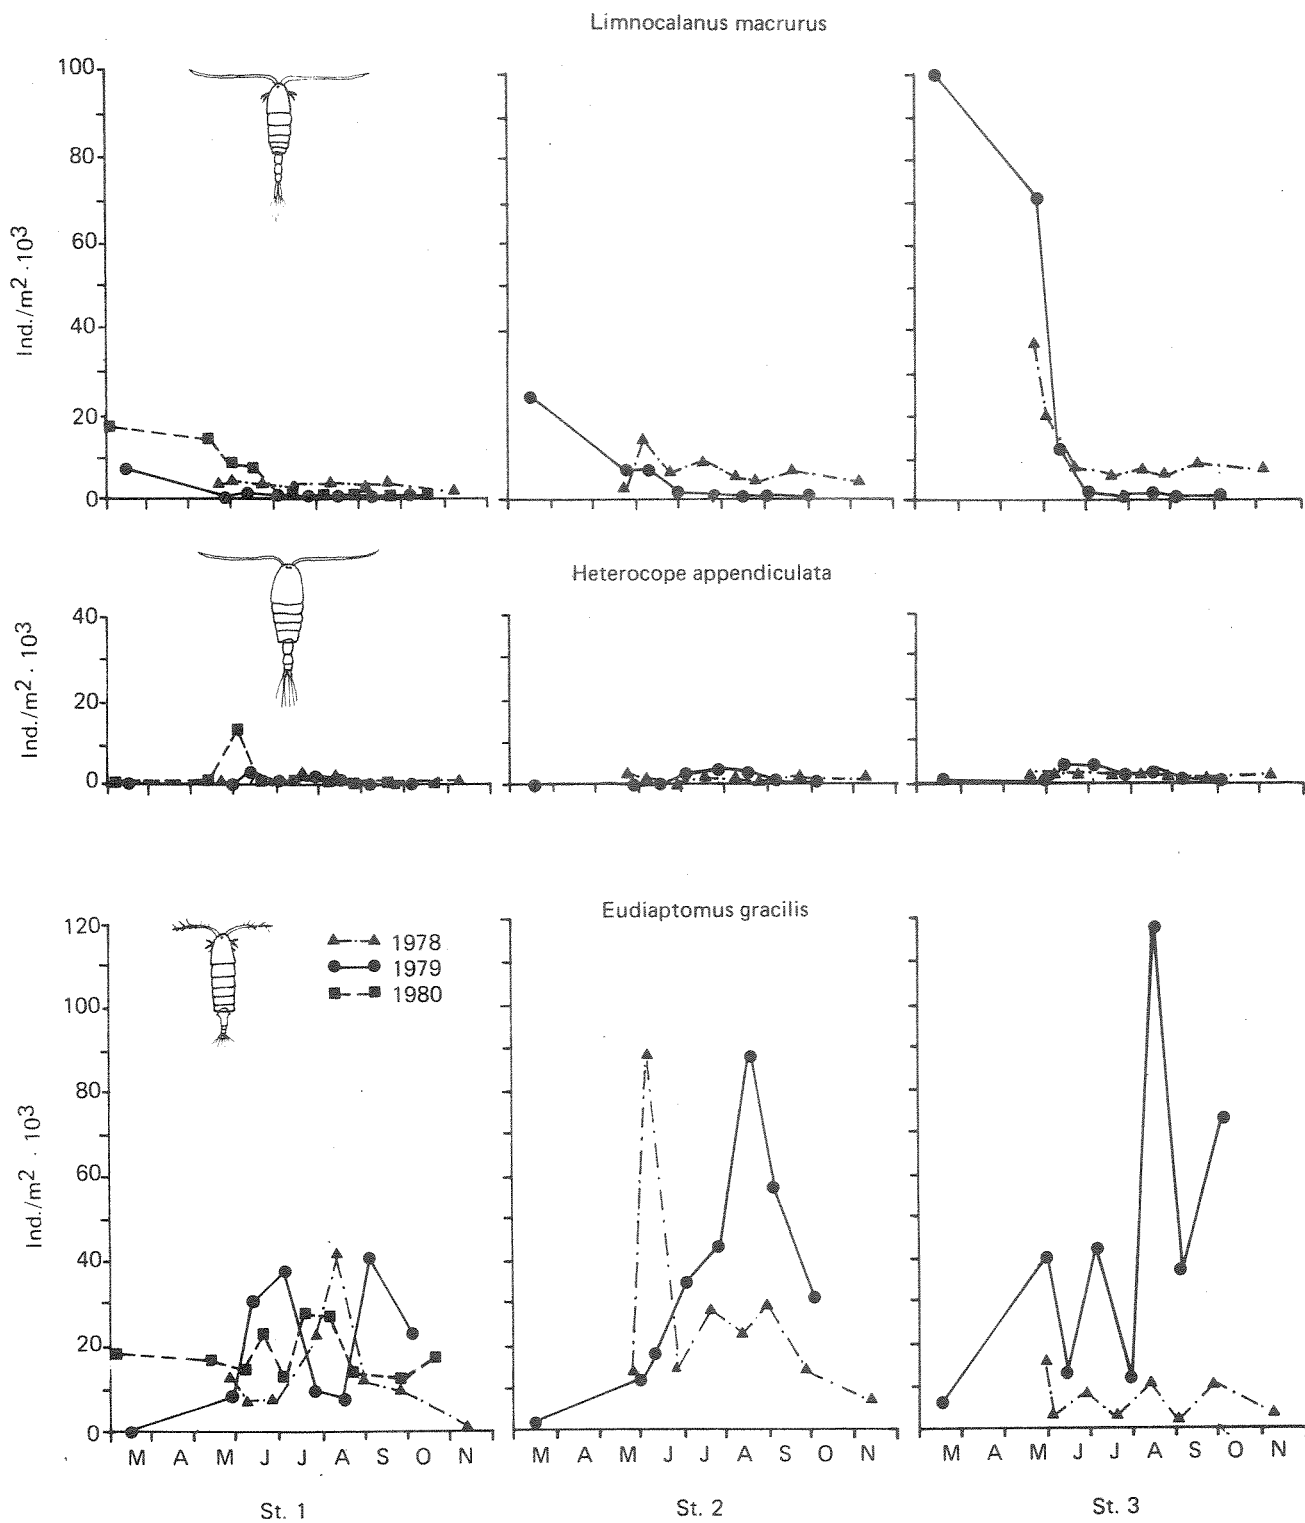 Limnocalanus macrurus
100
80
60
40
20
0
Ind./m2 · 103
Heterocope appendiculata
40
20
0
Ind./m2 · 103
Eudiaptomus gracilis
120
100
80
60
40
20
0
Ind./m2 · 103
1978
1979
1980
M A M J J A S O N
M A M J J A S O N
M A M J J A S O N
St. 1
St. 2
St. 3